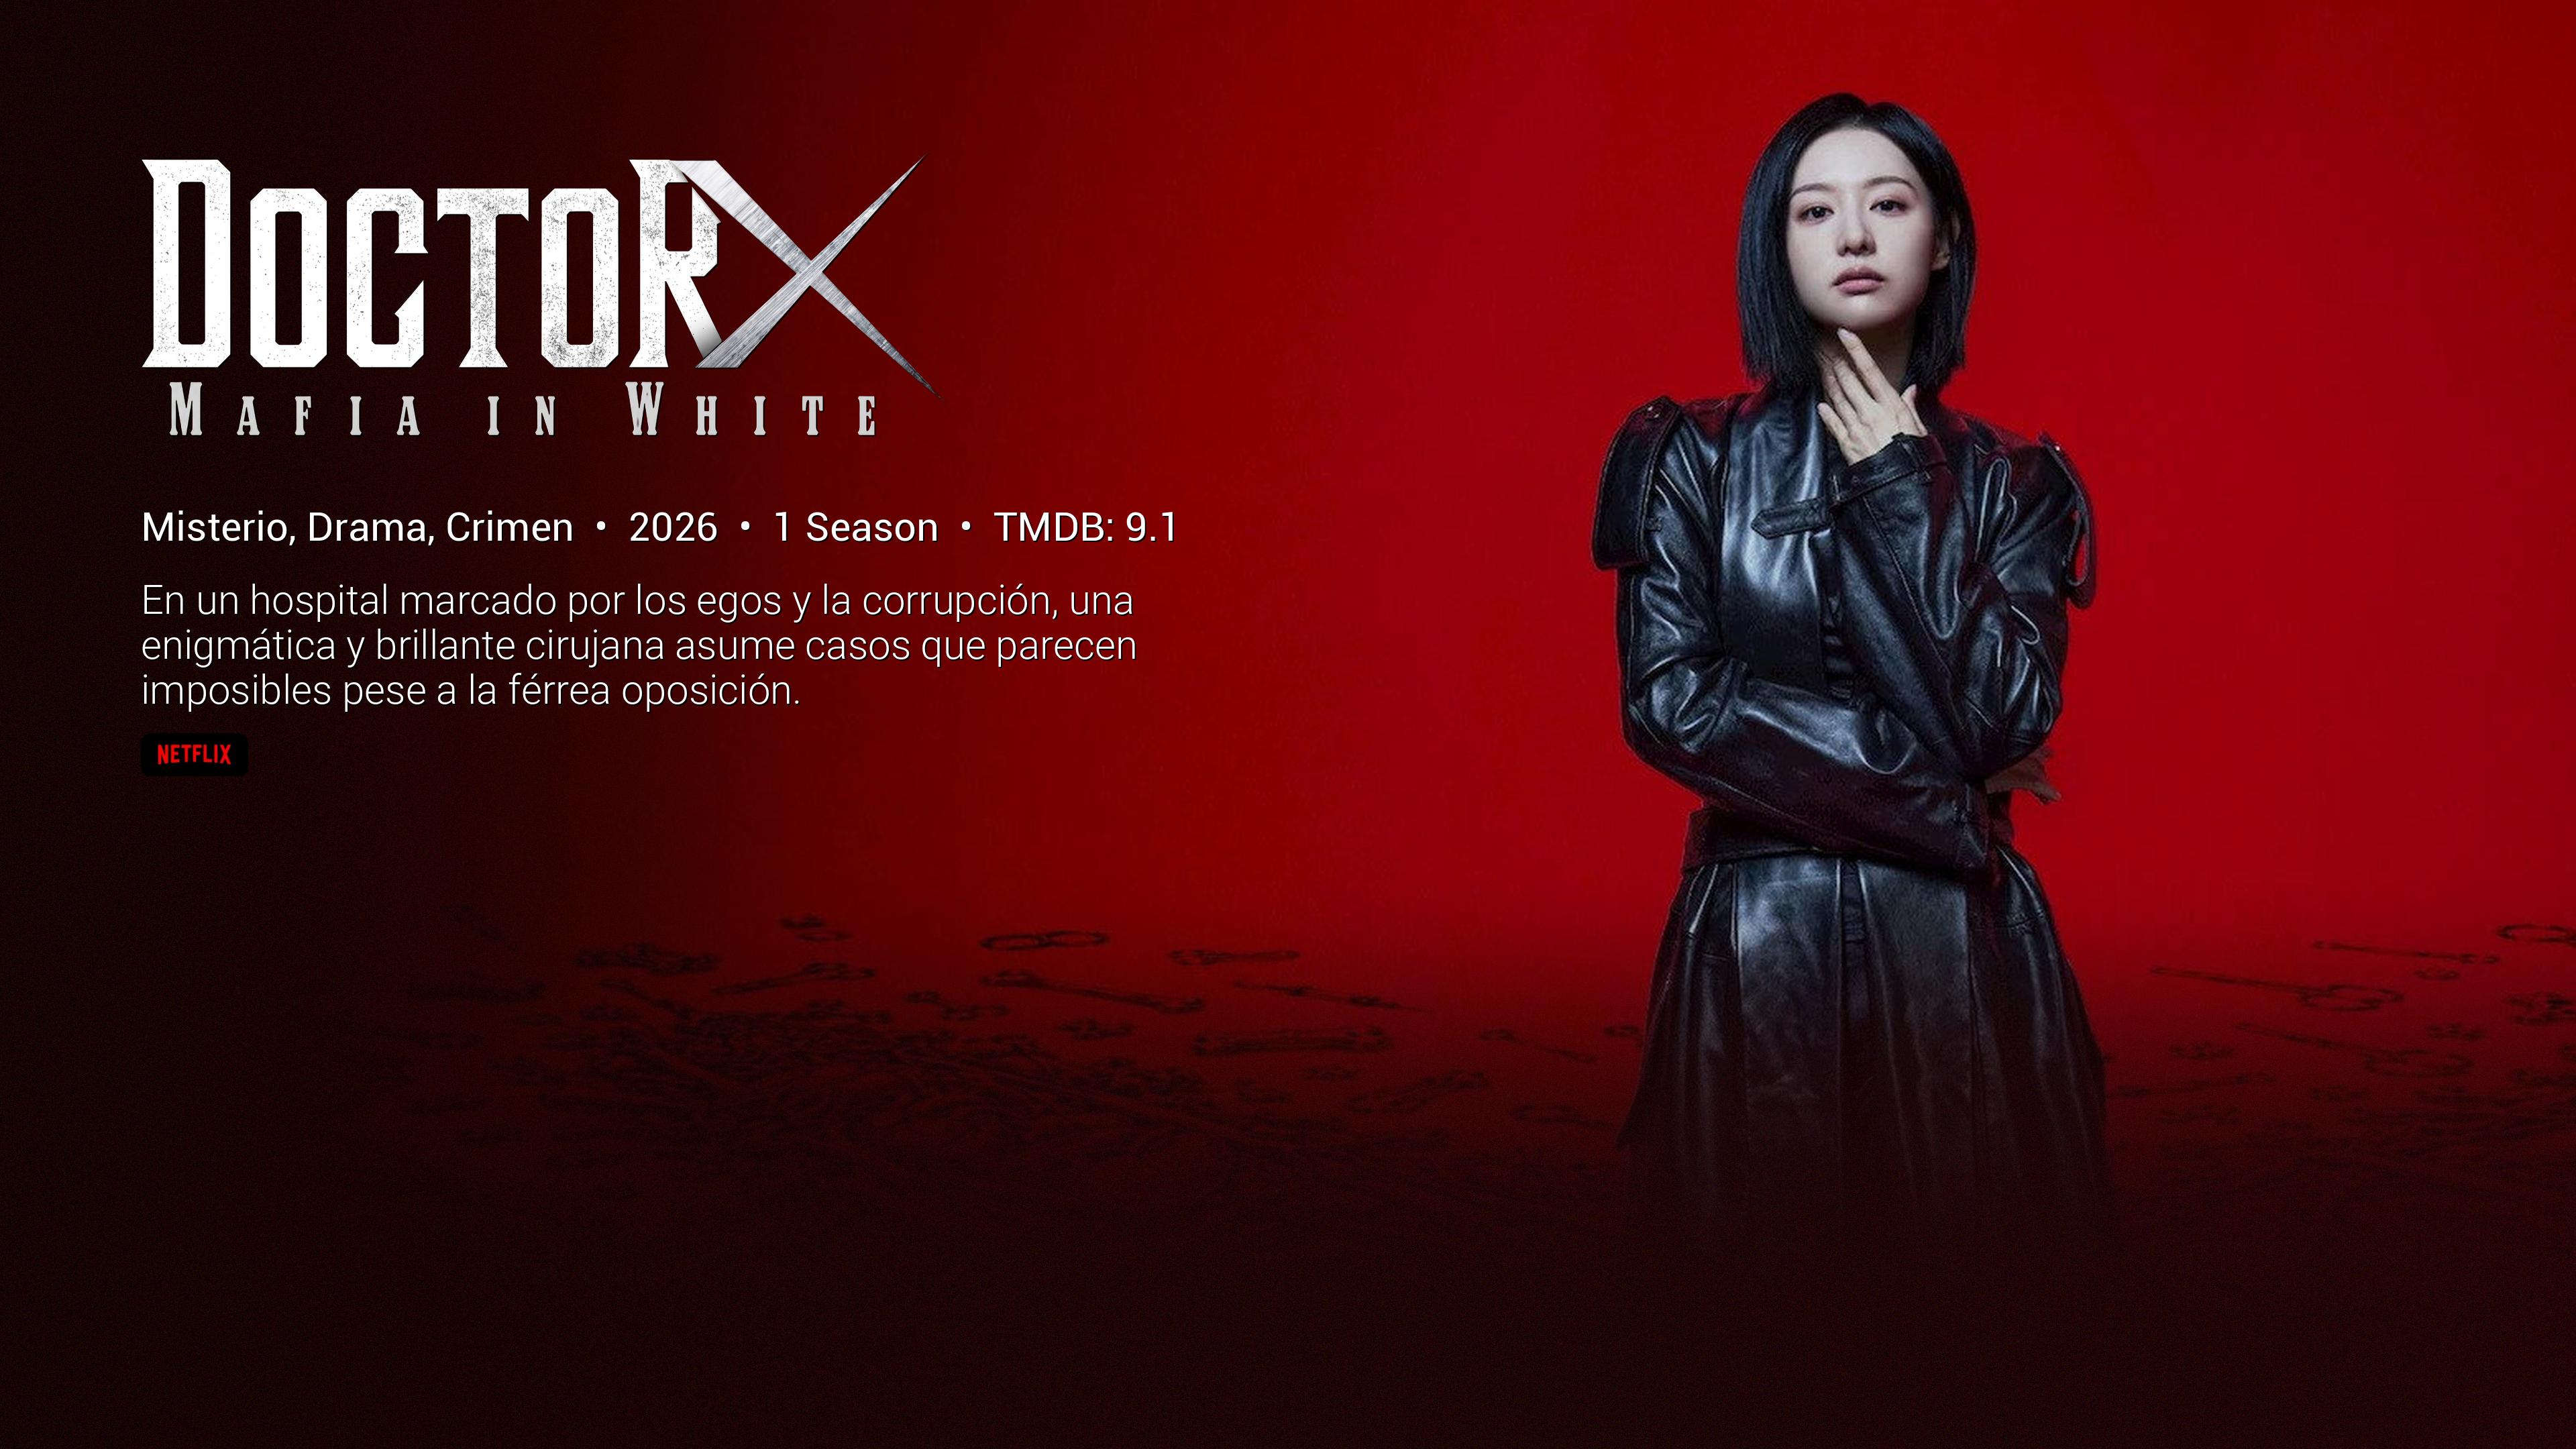 DOCTOR X
MAFIA IN WHITE
Misterio, Drama, Crimen • 2026 • 1 Season • TMDB: 9.1
En un hospital marcado por los egos y la corrupción, una
enigmática y brillante cirujana asume casos que parecen
imposibles pese a la férrea oposición.
NETFLIX